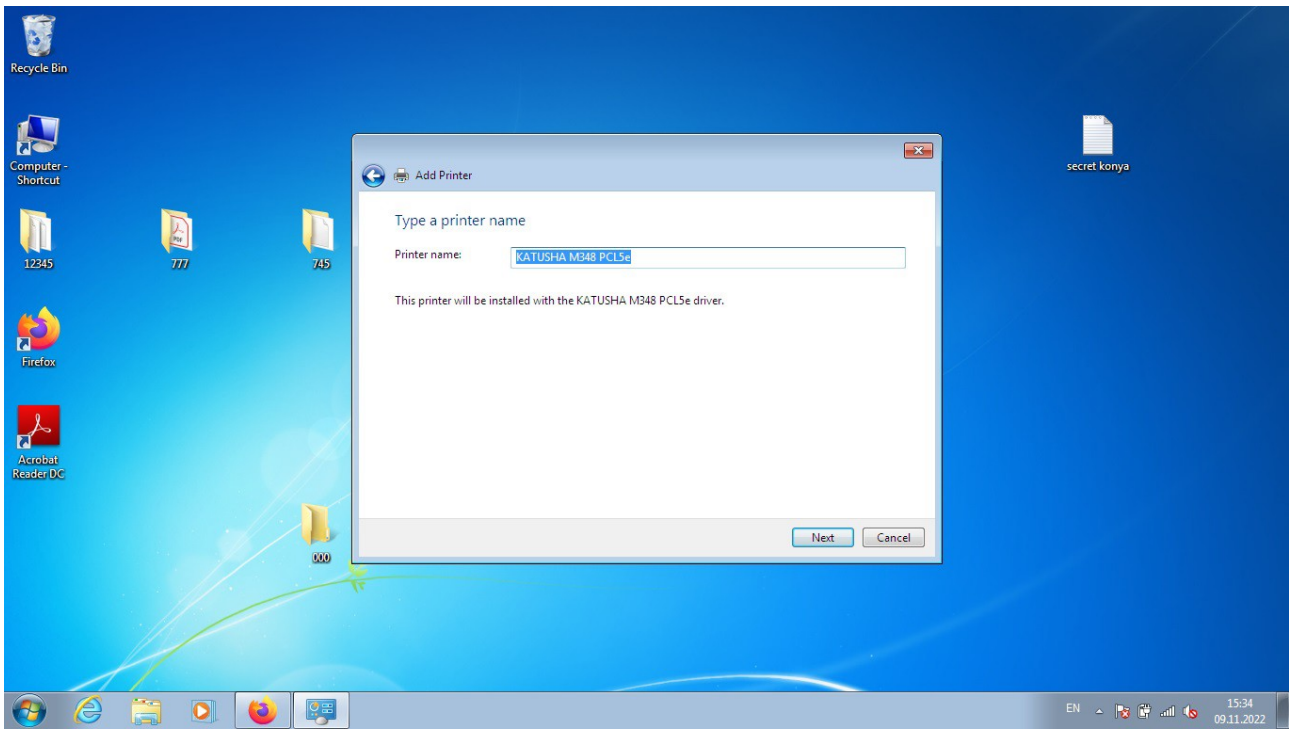 Recycle Bin
Computer -
Shortcut
12345
777
PDF
745
Firefox
Acrobat
Reader DC
000
secret konya
Add Printer
Type a printer name
Printer name:
KATUSHA M348 PCL5e
This printer will be installed with the KATUSHA M348 PCL5e driver.
Next
Cancel
EN
15:34
09.11.2022